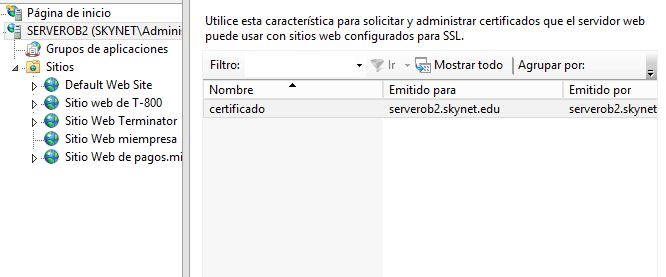 Página de inicio
SERVEROB2 (SKYNET\Adminis
Grupos de aplicaciones
Sitios
Default Web Site
Sitio web de T-800
Sitio Web Terminator
Sitio Web miempresa
Sitio Web de pagos.mi
Utilice esta característica para solicitar y administrar certificados que el servidor web
puede usar con sitios web configurados para SSL.
Filtro: Ir Mostrar todo Agrupar por:
Nombre Emitido para Emitido por
certificado serverob2.skynet.edu serverob2.skynet